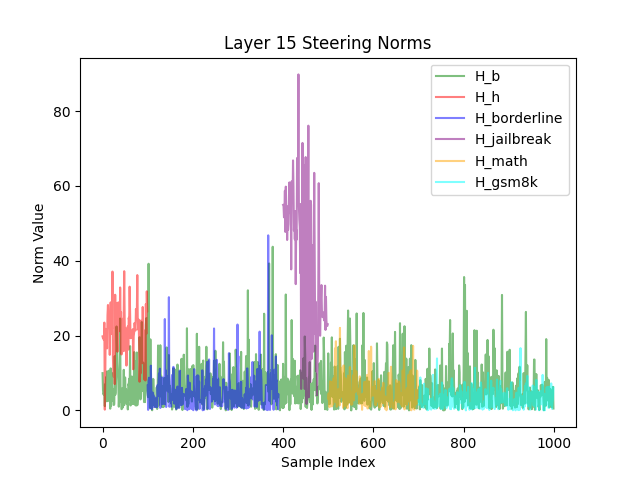 Layer 15 Steering Norms
Norm Value
80
60
40
20
0
H_b
H_h
H_borderline
H_jailbreak
H_math
H_gsm8k
0 200 400 600 800 1000
Sample Index